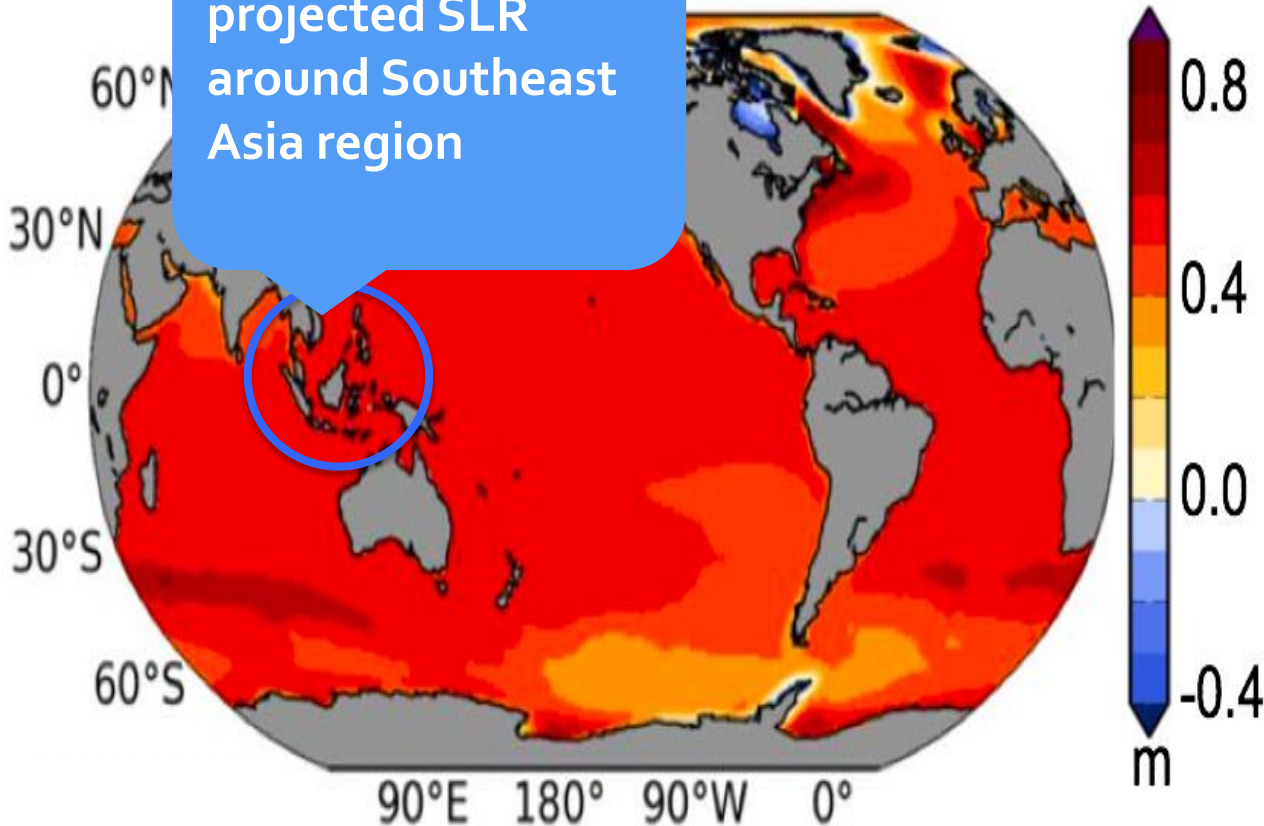 projected SLR
around Southeast
Asia region
60°N
30°N
0°
30°S
60°S
90°E 180° 90°W 0°
0.8
0.4
0.0
-0.4
m